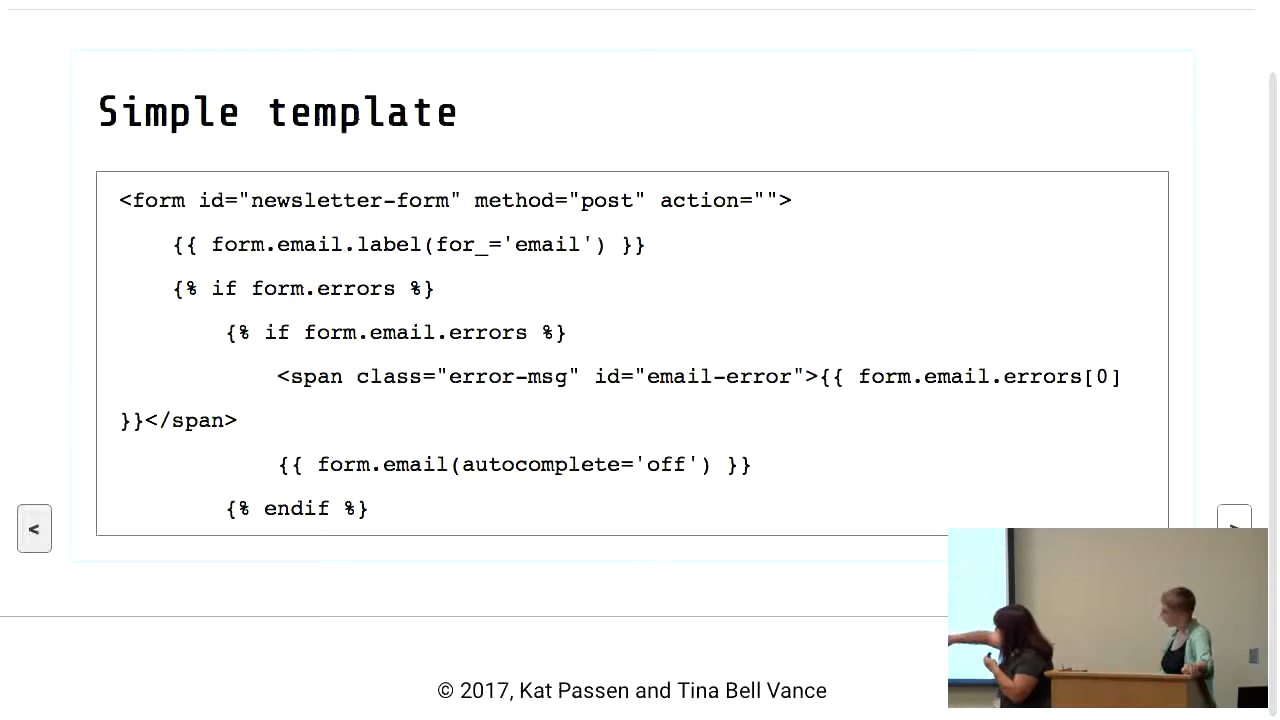 Simple template
<form id="newsletter-form" method="post" action="">
{{ form.email.label(for_='email') }}
{% if form.errors %}
{% if form.email.errors %}
<span class="error-msg" id="email-error">{{ form.email.errors[0]
}}</span>
{{ form.email(autocomplete='off') }}
{% endif %}
<
>
© 2017, Kat Passen and Tina Bell Vance